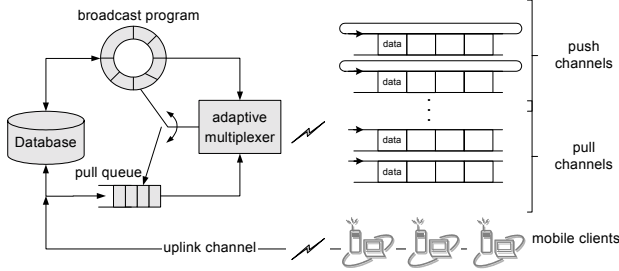 broadcast program
data
push
channels
data
Database
adaptive
multiplexer
pull queue
data
pull
channels
data
uplink channel
mobile clients